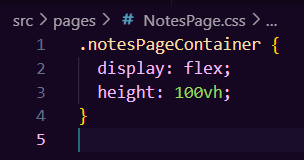 src > pages > # NotesPage.css > ...
1 .notesPageContainer {
2   display: flex;
3   height: 100vh;
4 }
5